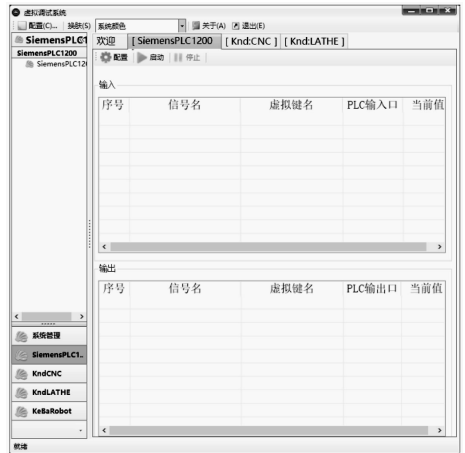 虚拟调试系统
配置(C)... 换肤(S) 系统颜色 关于(A) 退出(E)
SiemensPLC1
欢迎 [ SiemensPLC1200 [ Knd:CNC ] [ Knd:LATHE ]
SiemensPLC1200
SiemensPLC120
配置 启动 停止
输入
序号 信号名 虚拟键名 PLC输入口 当前值
输出
序号 信号名 虚拟键名 PLC输出口 当前值
系统管理
SiemensPLC1..
KndCNC
KndLATHE
KeBaRobot
就绪